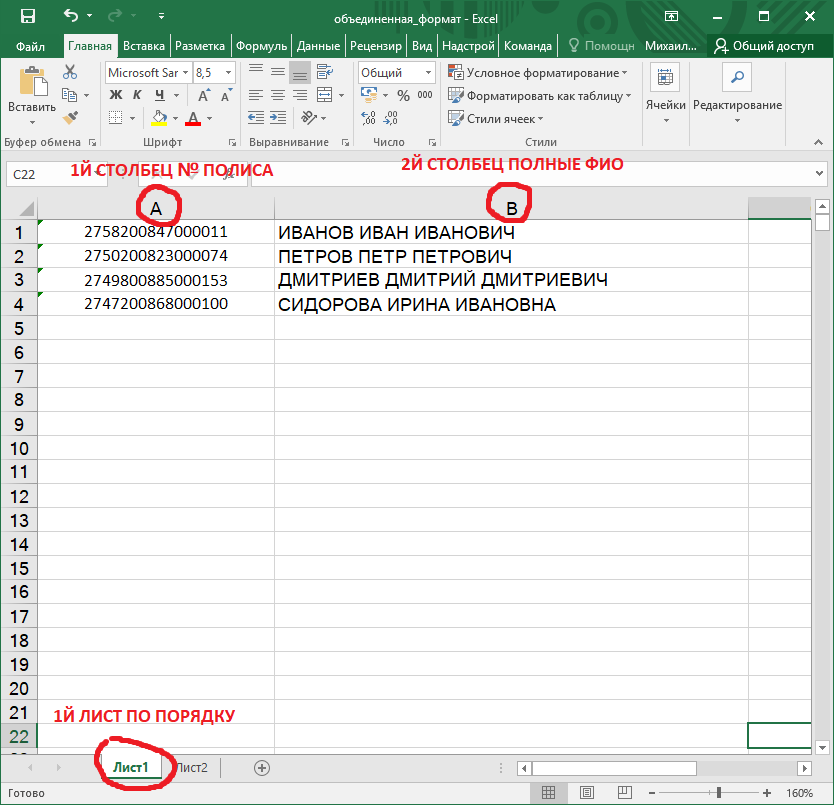 объединенная_формат - Excel
Файл Главная Вставка Разметка Формуль Данные Рецензир Вид Надстрой Команда Помощн Михаил... Общий доступ
Вставить
Буфер обмена
Microsoft Sar 8,5
Ж К Ч А А
А
Шрифт
Выравнивание
Общий
% 000
Число
Условное форматирование
Форматировать как таблицу
Стили ячеек
Стили
Ячейки
Редактирование
1Й СТОЛБЕЦ № ПОЛИСА
2Й СТОЛБЕЦ ПОЛНЫЕ ФИО
C22
A B
1 2758200847000011 ИВАНОВ ИВАН ИВАНОВИЧ
2 2750200823000074 ПЕТРОВ ПЕТР ПЕТРОВИЧ
3 2749800885000153 ДМИТРИЕВ ДМИТРИЙ ДМИТРИЕВИЧ
4 2747200868000100 СИДОРОВА ИРИНА ИВАНОВНА
5
6
7
8
9
10
11
12
13
14
15
16
17
18
19
20
21
1Й ЛИСТ ПО ПОРЯДКУ
22
Лист1 Лист2
Готово
160%